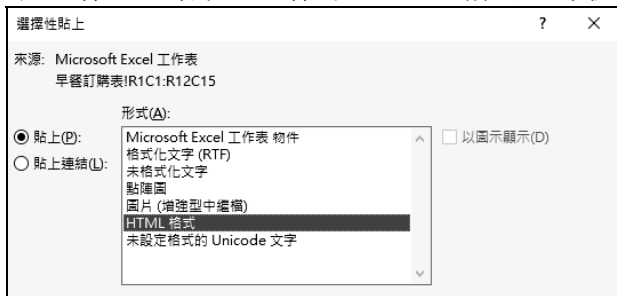 選擇性貼上 ? ×
來源: Microsoft Excel 工作表
早餐訂購表!R1C1:R12C15
形式(A):
貼上(P):
貼上連結(L):
Microsoft Excel 工作表 物件
格式化文字 (RTF)
未格式化文字
點陣圖
圖片 (增強型中繼檔)
HTML 格式
未設定格式的 Unicode 文字
以圖示顯示(D)